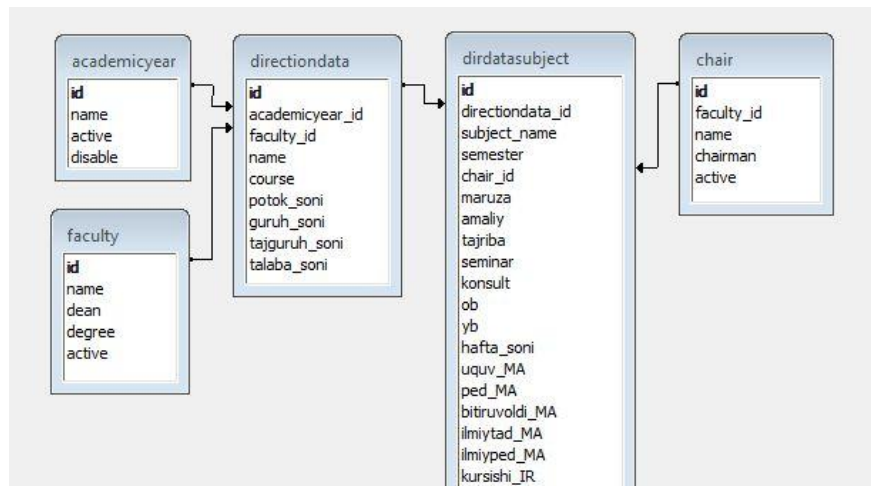 academicyear
id
name
active
disable
faculty
id
name
dean
degree
active
directiondata
id
academicyear_id
faculty_id
name
course
potok_soni
guruh_soni
tajguruh_soni
talaba_soni
dirdatasubject
id
directiondata_id
subject_name
semester
chair_id
maruza
amaliy
tajriba
seminar
konsult
ob
yb
hafta_soni
uquv_MA
ped_MA
bitiruvoldi_MA
ilmiytad_MA
ilmiyped_MA
kursishi_IR
chair
id
faculty_id
name
chairman
active